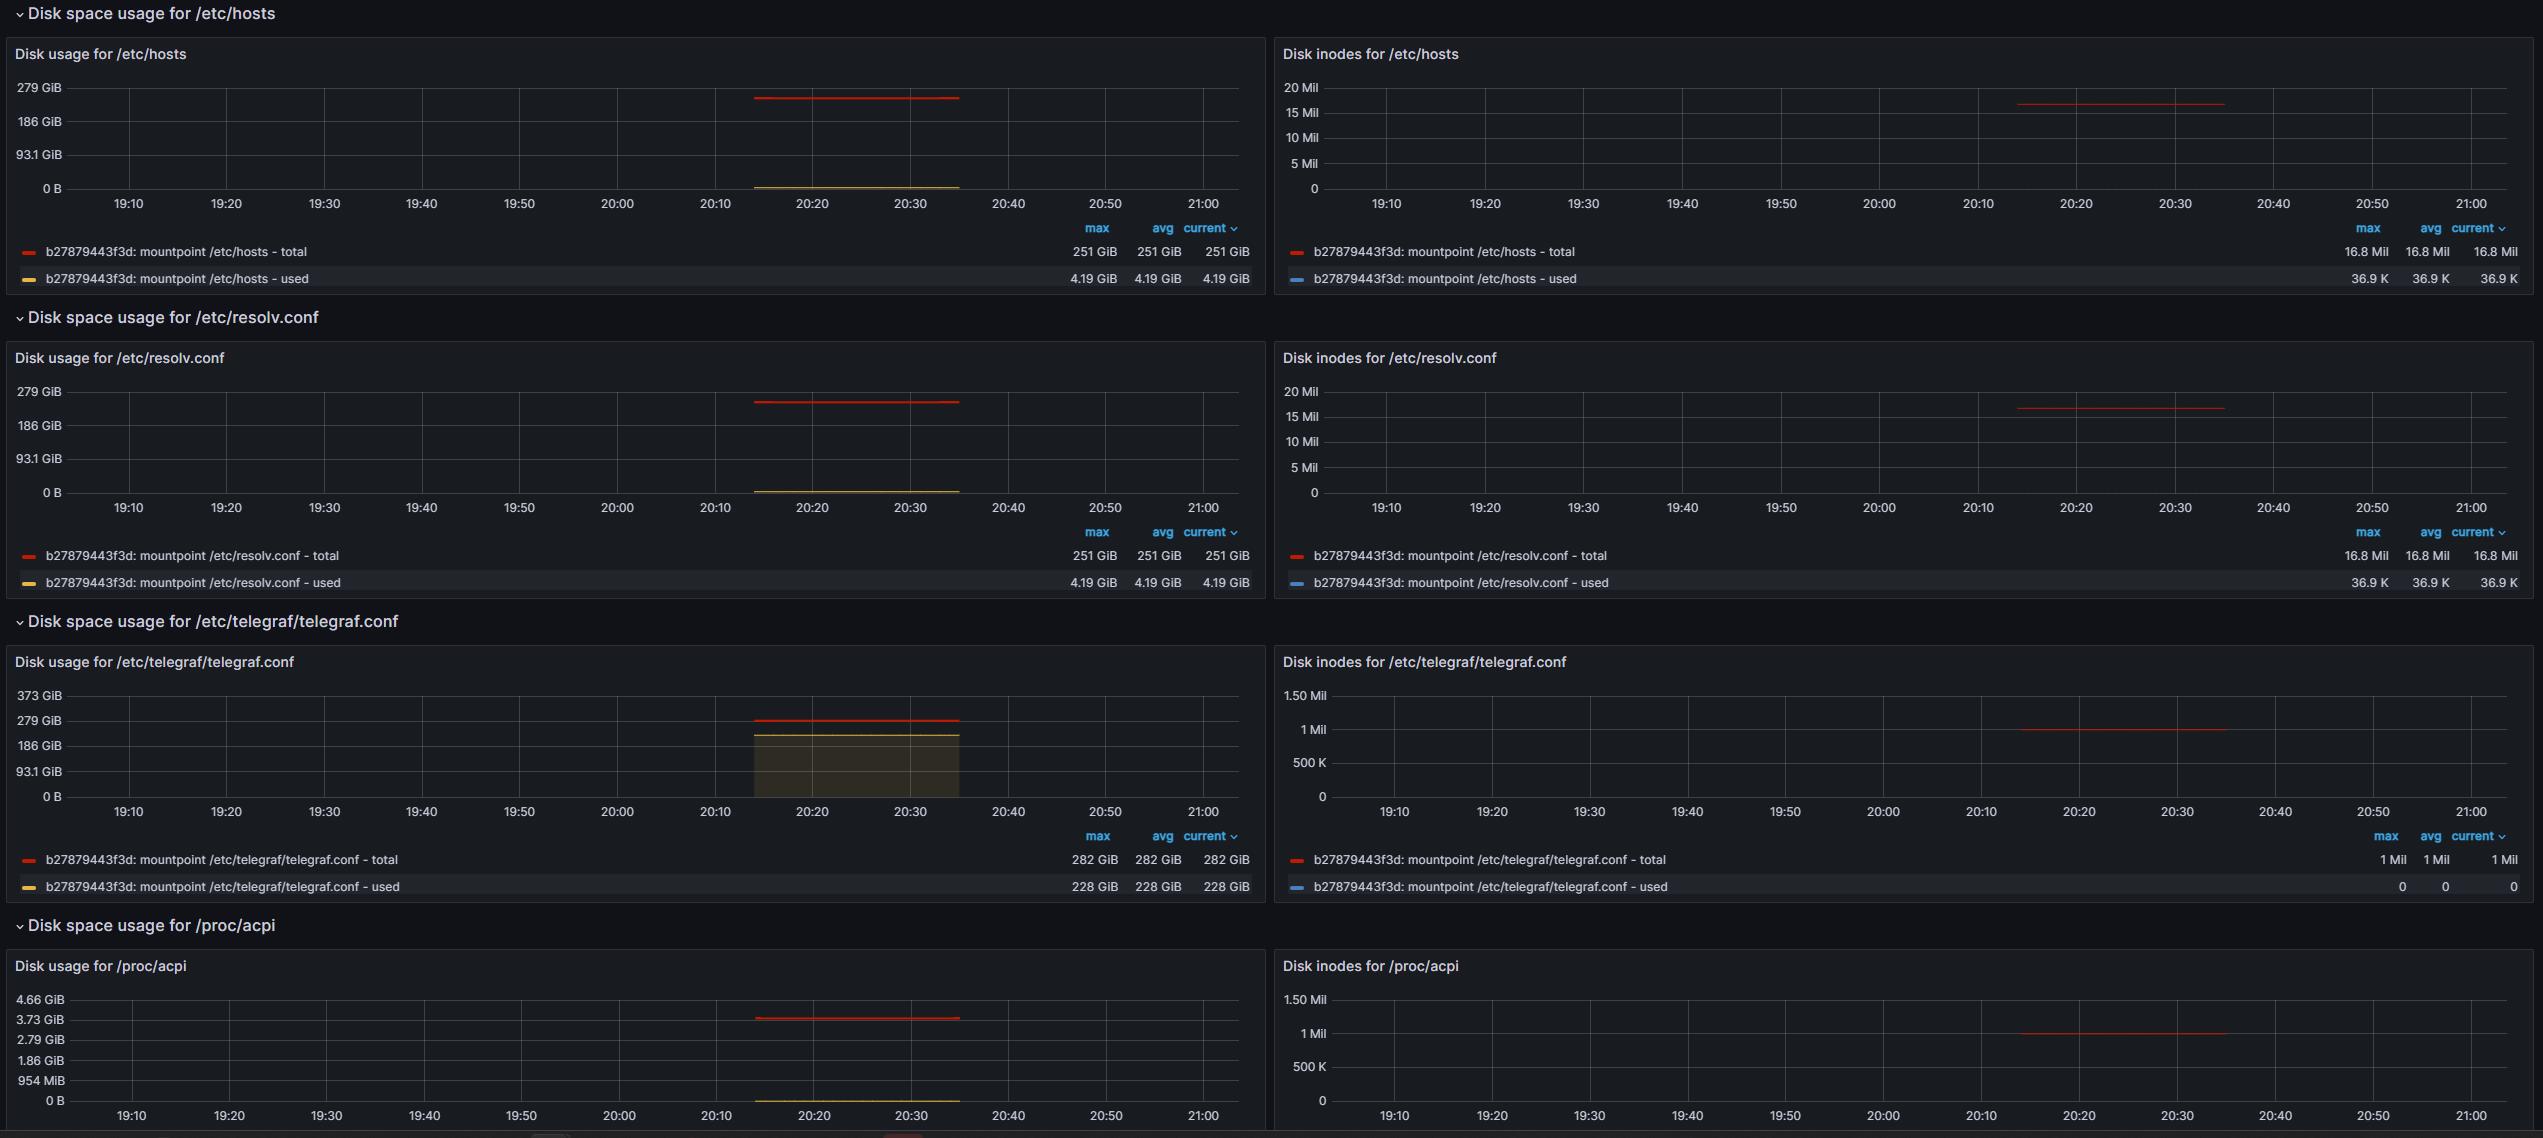 Disk space usage for /etc/hosts
Disk usage for /etc/hosts
279 GiB
186 GiB
93.1 GiB
0 B
19:10 19:20 19:30 19:40 19:50 20:00 20:10 20:20 20:30 20:40 20:50 21:00
max avg current
b27879443f3d: mountpoint /etc/hosts - total 251 GiB 251 GiB 251 GiB
b27879443f3d: mountpoint /etc/hosts - used 4.19 GiB 4.19 GiB 4.19 GiB
Disk inodes for /etc/hosts
20 Mil
15 Mil
10 Mil
5 Mil
0
19:10 19:20 19:30 19:40 19:50 20:00 20:10 20:20 20:30 20:40 20:50 21:00
max avg current
b27879443f3d: mountpoint /etc/hosts - total 16.8 Mil 16.8 Mil 16.8 Mil
b27879443f3d: mountpoint /etc/hosts - used 36.9 K 36.9 K 36.9 K
Disk space usage for /etc/resolv.conf
Disk usage for /etc/resolv.conf
279 GiB
186 GiB
93.1 GiB
0 B
19:10 19:20 19:30 19:40 19:50 20:00 20:10 20:20 20:30 20:40 20:50 21:00
max avg current
b27879443f3d: mountpoint /etc/resolv.conf - total 251 GiB 251 GiB 251 GiB
b27879443f3d: mountpoint /etc/resolv.conf - used 4.19 GiB 4.19 GiB 4.19 GiB
Disk inodes for /etc/resolv.conf
20 Mil
15 Mil
10 Mil
5 Mil
0
19:10 19:20 19:30 19:40 19:50 20:00 20:10 20:20 20:30 20:40 20:50 21:00
max avg current
b27879443f3d: mountpoint /etc/resolv.conf - total 16.8 Mil 16.8 Mil 16.8 Mil
b27879443f3d: mountpoint /etc/resolv.conf - used 36.9 K 36.9 K 36.9 K
Disk space usage for /etc/telegraf/telegraf.conf
Disk usage for /etc/telegraf/telegraf.conf
373 GiB
279 GiB
186 GiB
93.1 GiB
0 B
19:10 19:20 19:30 19:40 19:50 20:00 20:10 20:20 20:30 20:40 20:50 21:00
max avg current
b27879443f3d: mountpoint /etc/telegraf/telegraf.conf - total 282 GiB 282 GiB 282 GiB
b27879443f3d: mountpoint /etc/telegraf/telegraf.conf - used 228 GiB 228 GiB 228 GiB
Disk inodes for /etc/telegraf/telegraf.conf
1.50 Mil
1 Mil
500 K
0
19:10 19:20 19:30 19:40 19:50 20:00 20:10 20:20 20:30 20:40 20:50 21:00
max avg current
b27879443f3d: mountpoint /etc/telegraf/telegraf.conf - total 1 Mil 1 Mil 1 Mil
b27879443f3d: mountpoint /etc/telegraf/telegraf.conf - used 0 0 0
Disk space usage for /proc/acpi
Disk usage for /proc/acpi
4.66 GiB
3.73 GiB
2.79 GiB
1.86 GiB
954 MiB
0 B
19:10 19:20 19:30 19:40 19:50 20:00 20:10 20:20 20:30 20:40 20:50 21:00
Disk inodes for /proc/acpi
1.50 Mil
1 Mil
500 K
0
19:10 19:20 19:30 19:40 19:50 20:00 20:10 20:20 20:30 20:40 20:50 21:00